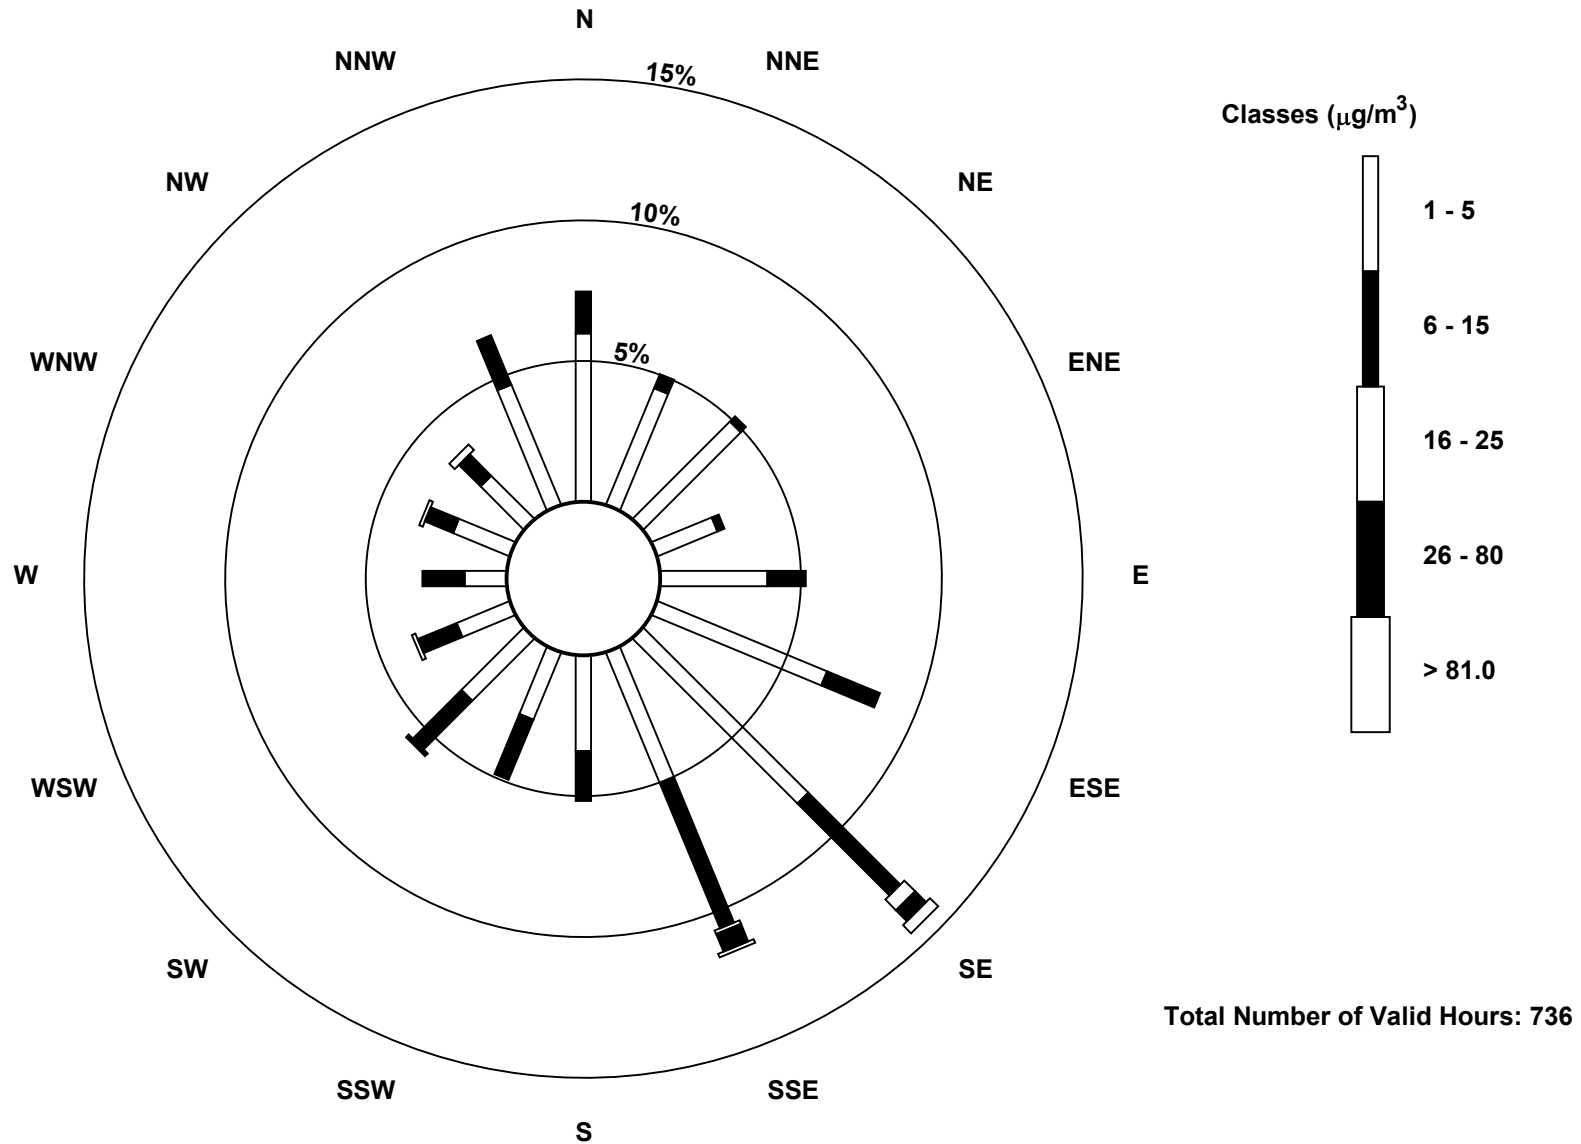 N
NNW
NNE
15%
Classes (μg/m3)
NW
NE
1 - 5
10%
6 - 15
5%
WNW
ENE
16 - 25
26 - 80
W
E
> 81.0
WSW
ESE
SW
SE
Total Number of Valid Hours: 736
SSW
SSE
S